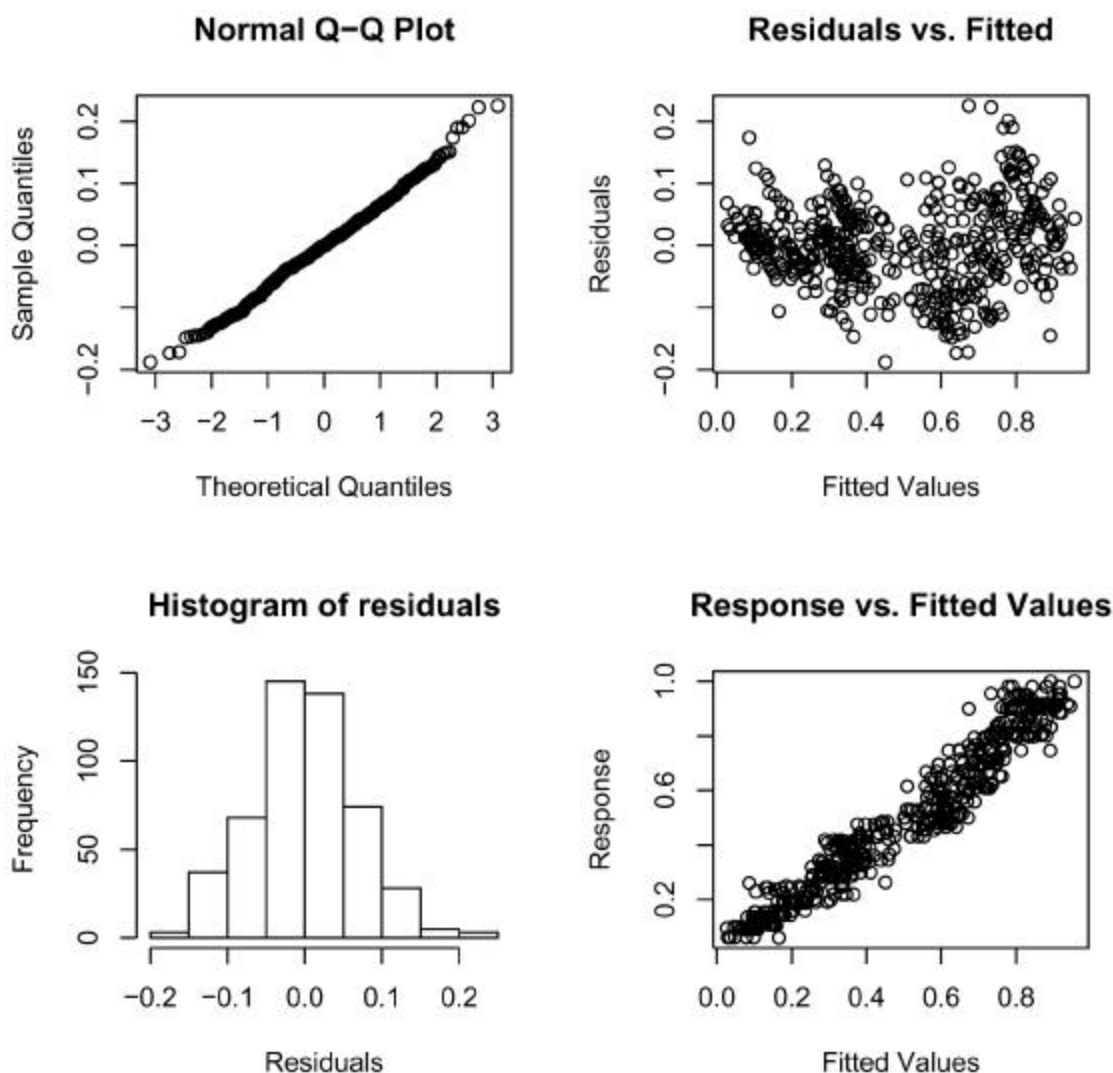 Normal Q−Q Plot
Sample Quantiles
0.2
0.1
0.0
−0.2
−3 −2 −1 0 1 2 3
Theoretical Quantiles
Residuals vs. Fitted
Residuals
0.2
0.1
0.0
−0.2
0.0 0.2 0.4 0.6 0.8
Fitted Values
Histogram of residuals
Frequency
150
100
50
0
−0.2 −0.1 0.0 0.1 0.2
Residuals
Response vs. Fitted Values
Response
1.0
0.6
0.2
0.0 0.2 0.4 0.6 0.8
Fitted Values